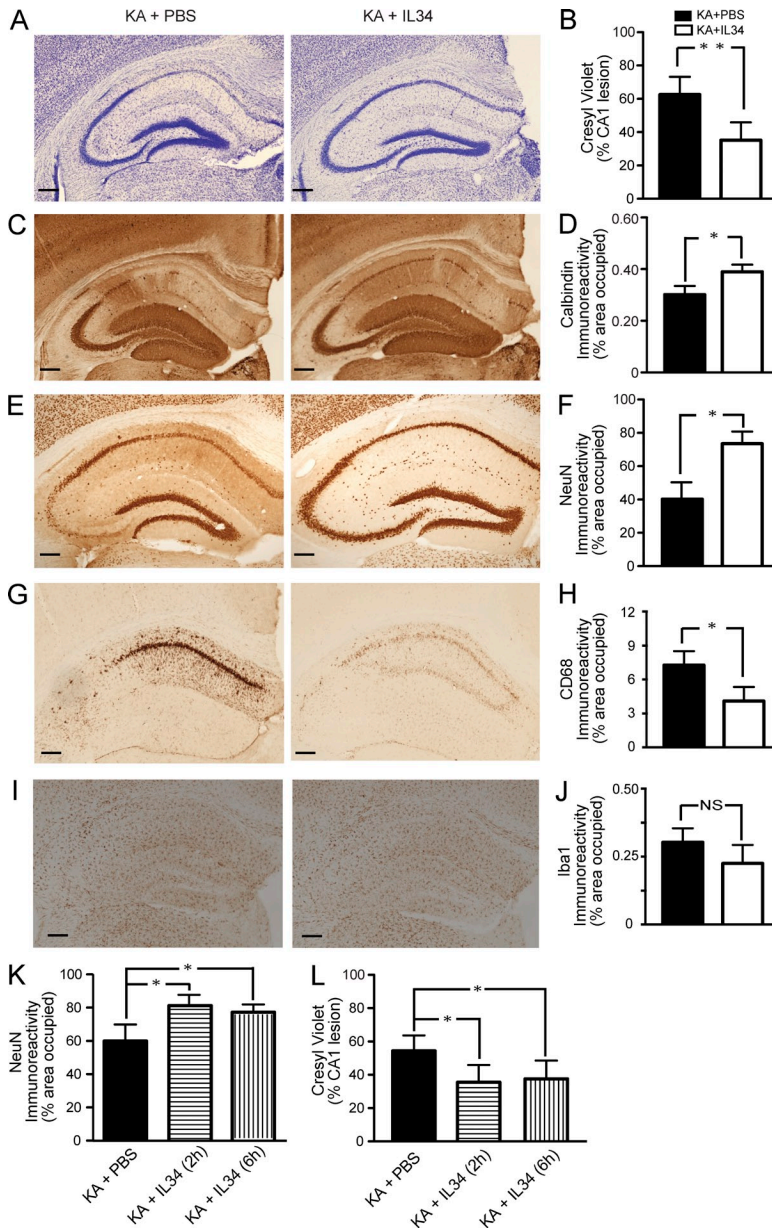 A
KA + PBS
KA + IL34
B
KA+PBS
KA+IL34
Cresyl Violet
(% CA1 lesion)
100
80
60
40
20
0
* *
C
D
Calbindin
Immunoreactivity
(% area occupied)
0.60
0.40
0.20
0
*
E
F
NeuN
Immunoreactivity
(% area occupied)
100
80
60
40
20
0
*
G
H
CD68
Immunoreactivity
(% area occupied)
12
9
6
3
0
*
I
J
Iba1
Immunoreactivity
(% area occupied)
0.50
0.25
0
NS
K
NeuN
Immunoreactivity
(% area occupied)
100
80
60
80
20
0
*
*
KA + PBS
KA + IL34 (2h)
KA + IL34 (6h)
L
Cresyl Violet
(% CA1 lesion)
100
80
60
40
20
0
*
*
KA + PBS
KA + IL34 (2h)
KA + IL34 (6h)